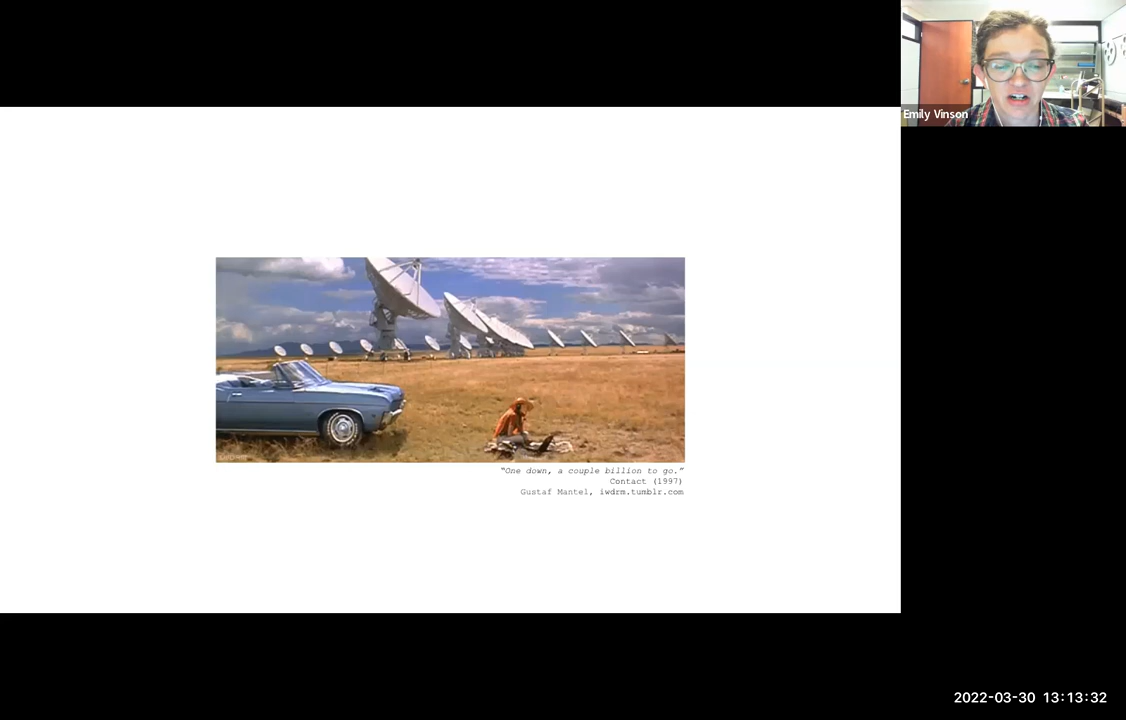 Emily Vinson
"One down, a couple billion to go."
Contact (1997)
Gustaf Mantel, iwdrm.tumblr.com
2022-03-30 13:13:32